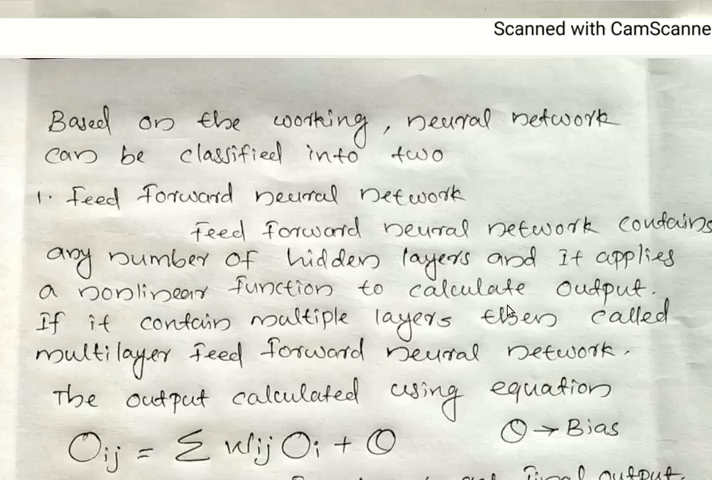 Scanned with CamScanne
Based on the working, neural network
can be classified into two
1. Feed Forward neural network
Feed Forward neural network contains
any number of hidden layers and it applies
a nonlinear function to calculate output.
If it contain multiple layers then called
multilayer Feed Forward neural network.
The output calculated using equation
Oij = Σ Wij Oi + Θ Θ → Bias
final output.